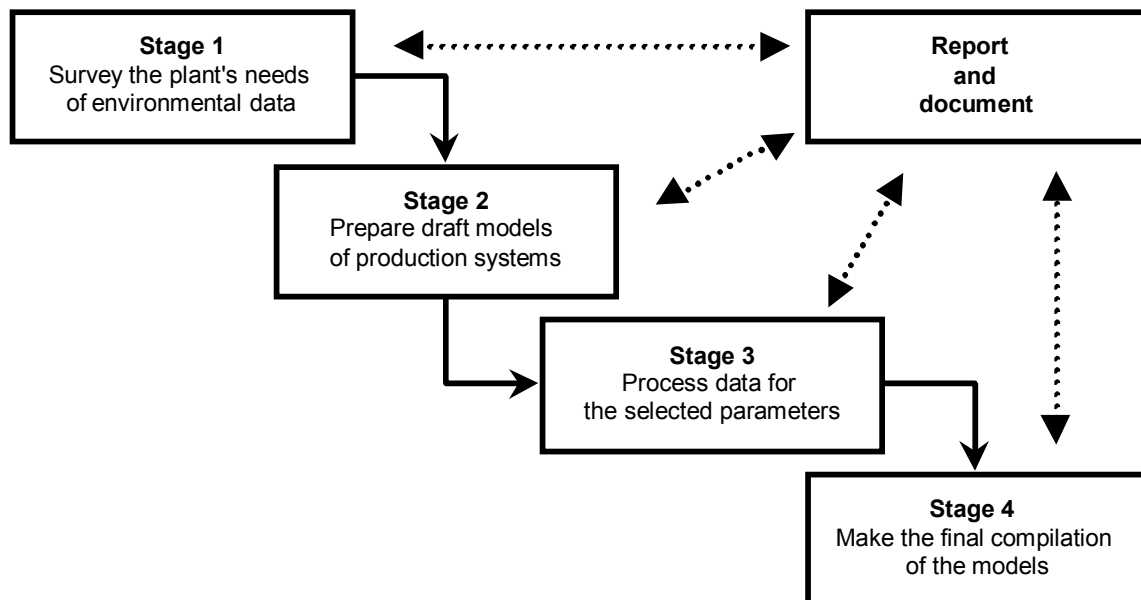 Stage 1
Survey the plant's needs
of environmental data
Report
and
document
Stage 2
Prepare draft models
of production systems
Stage 3
Process data for
the selected parameters
Stage 4
Make the final compilation
of the models